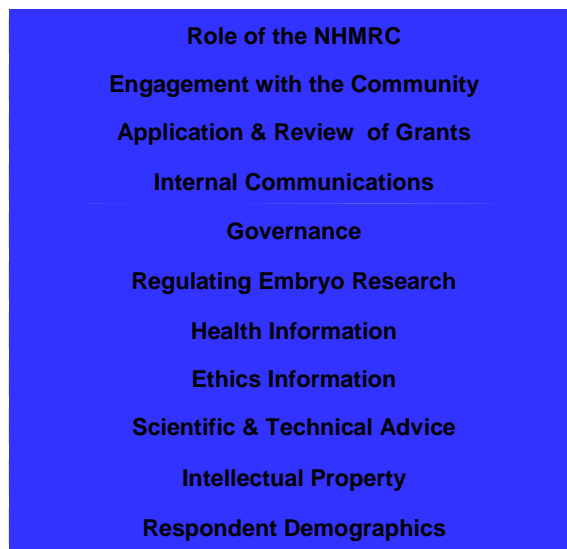 Role of the NHMRC
Engagement with the Community
Application & Review of Grants
Internal Communications
Governance
Regulating Embryo Research
Health Information
Ethics Information
Scientific & Technical Advice
Intellectual Property
Respondent Demographics